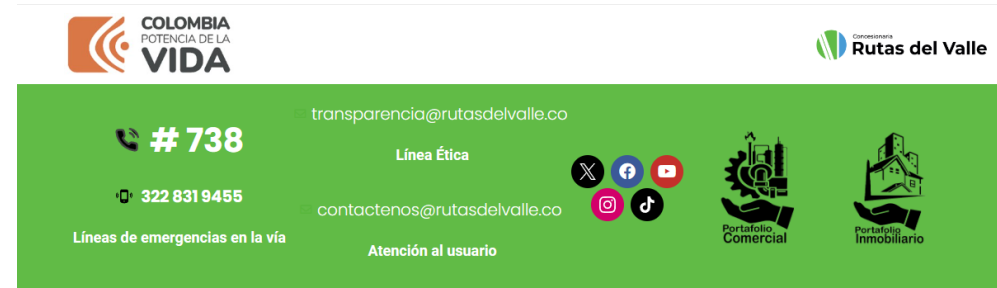 COLOMBIA
POTENCIA DE LA
VIDA
Concesionaria
Rutas del Valle
# 738
322 831 9455
Líneas de emergencias en la vía
transparencia@rutasdelvalle.co
Línea Ética
contactenos@rutasdelvalle.co
Atención al usuario
Portafolio
Comercial
Portafolio
Inmobiliario